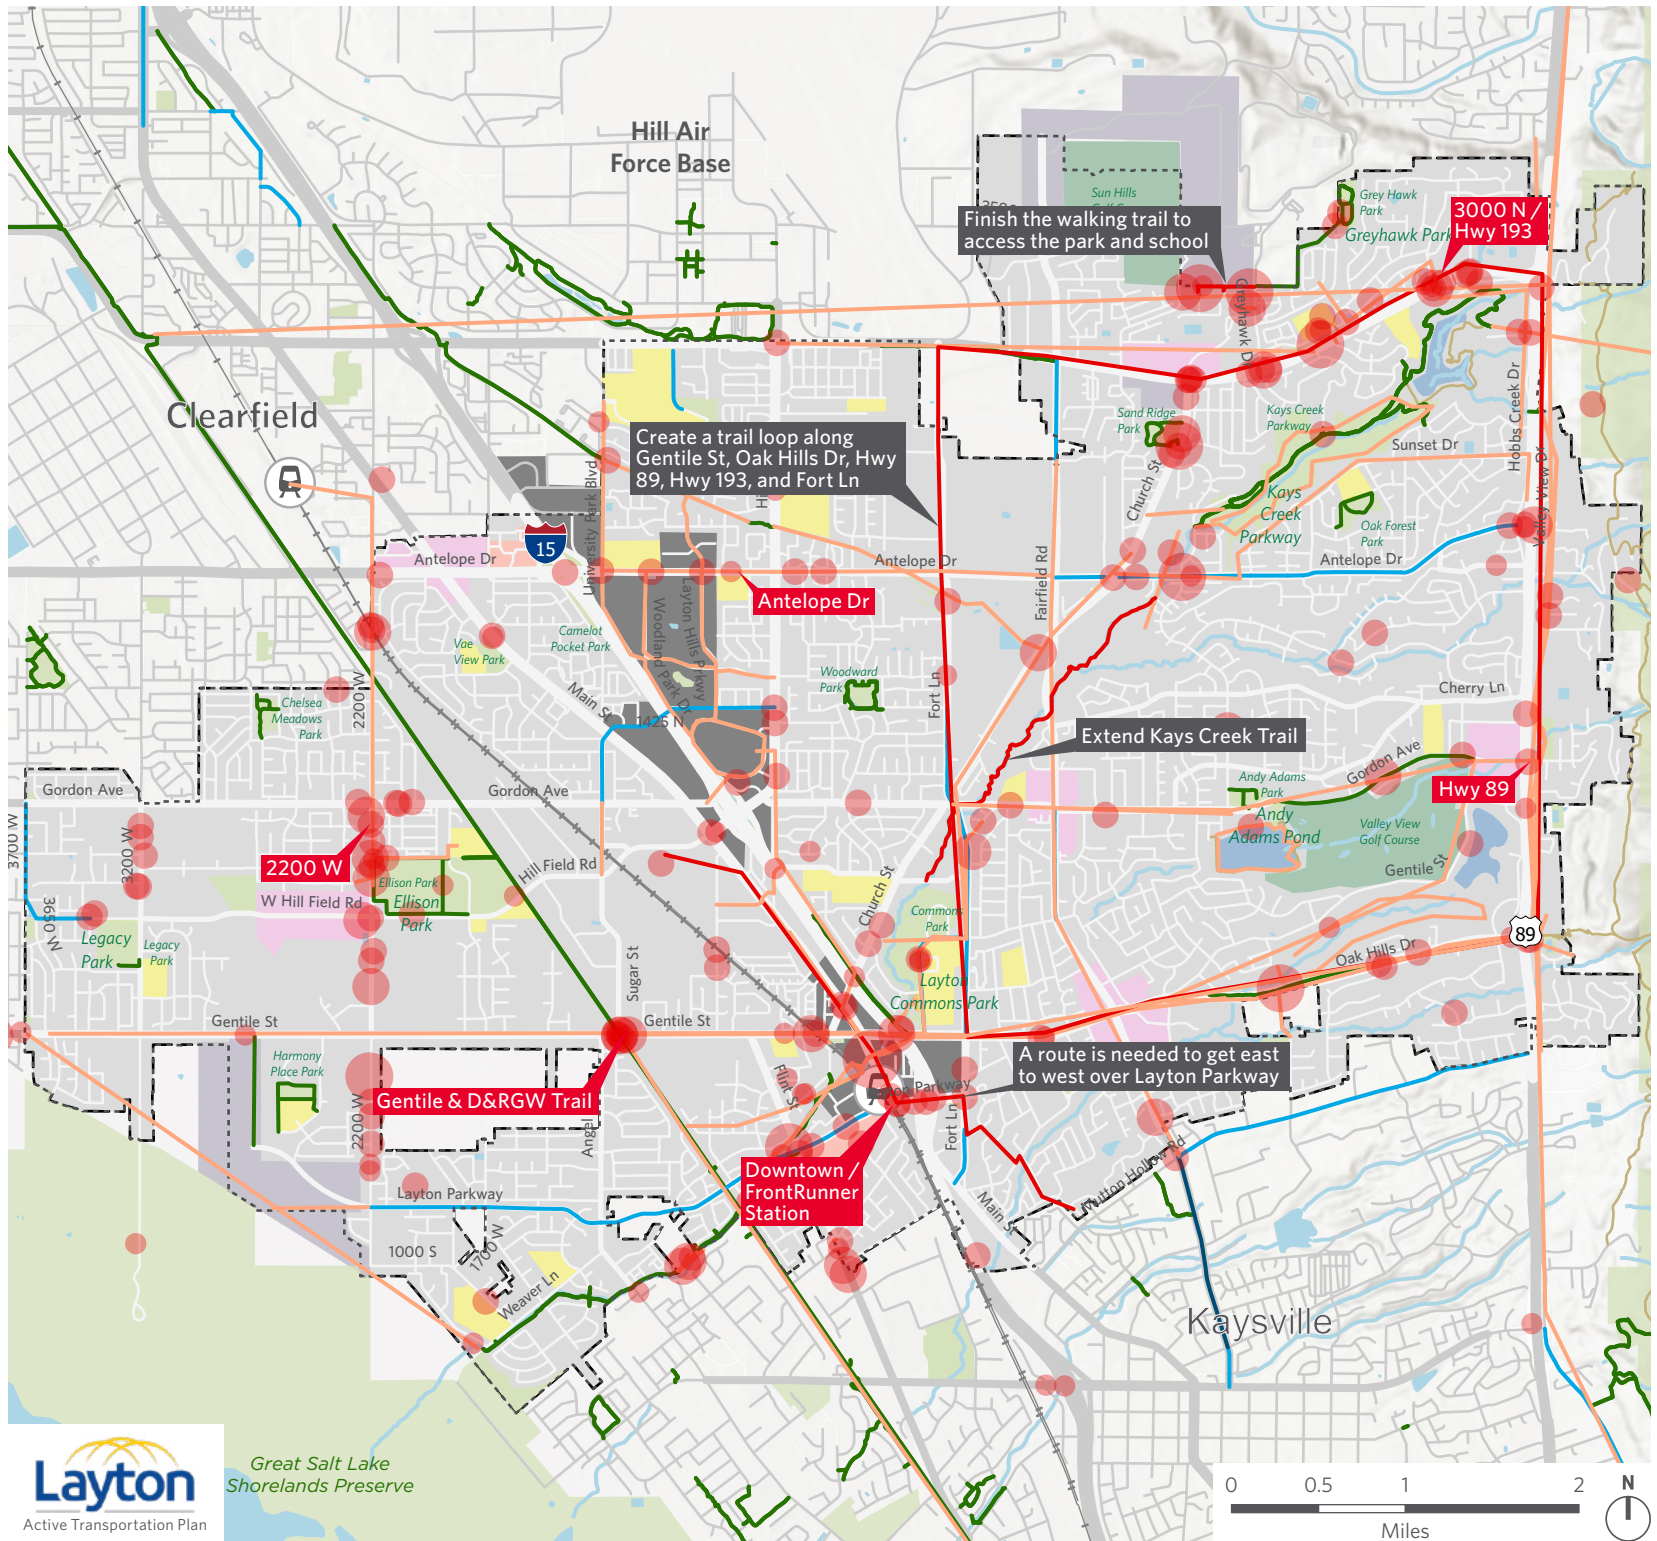 Hill Air
Force Base
Sun Hills
Grey Hawk
Park
Greyhawk Park
3000 N /
Hwy 193
Finish the walking trail to
access the park and school
Greyhawk Dr
Clearfield
Create a trail loop along
Gentile St, Oak Hills Dr, Hwy
89, Hwy 193, and Fort Ln
Sand Ridge
Park
Kays Creek
Parkway
Sunset Dr
Hobbs Creek Dr
Valley View Dr
Church St
Kays
Creek
Parkway
Oak Forest
Park
University Park Blvd
15
Antelope Dr
Antelope Dr
Antelope Dr
Antelope Dr
Fairfield Rd
Woodland Park Dr
Layton Hills Pkwy
Vae
View Park
Camelot
Pocket Park
Woodward
Park
Fort Ln
Cherry Ln
Chelsea
Meadows
Park
2200 W
Main St
1425 N
Extend Kays Creek Trail
Gordon Ave
Gordon Ave
Gordon Ave
Andy Adams
Park
Andy
Adams Pond
Hwy 89
Valley View
Golf Course
Gentile St
3700 W
3200 W
3650 W
2200 W
Hill Field Rd
W Hill Field Rd
Ellison Park
Ellison
Park
Church St
Commons
Park
Legacy
Park
Legacy
Park
89
Oak Hills Dr
Sugar St
Layton
Commons Park
Gentile St
Gentile St
Harmony
Place Park
A route is needed to get east
to west over Layton Parkway
Flint St
Gentile & D&RGW Trail
2200 W
Angel
Fort Ln
Downtown /
FrontRunner
Station
Mutton Hollow Rd
Main St
Layton Parkway
1000 S
1700 W
Weaver Ln
Kaysville
Great Salt Lake
Shorelands Preserve
Layton
Active Transportation Plan
0 0.5 1 2
Miles
N